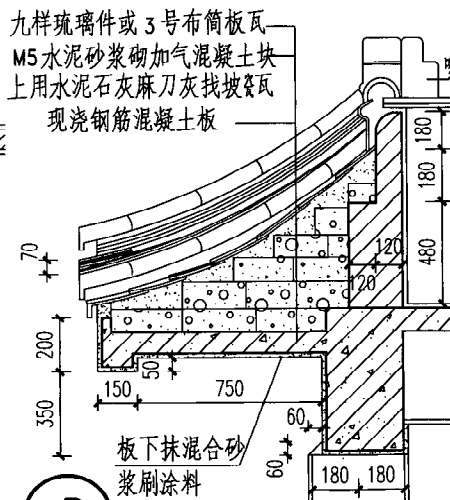 九样琉璃件或3号布筒板瓦
M5水泥砂浆砌加气混凝土块
上用水泥石灰麻刀灰找坡瓷瓦
现浇钢筋混凝土板
180
180
70
120
120
480
200
50
150
750
350
60
板下抹混合砂
浆刷涂料
60
180
180